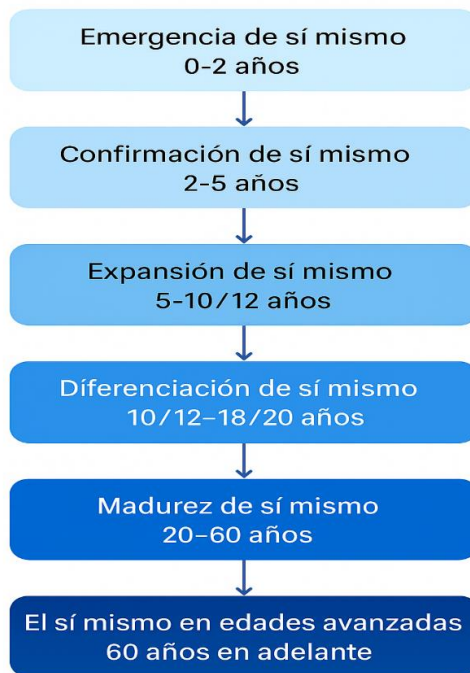 Emergencia de sí mismo
0-2 años
Confirmación de sí mismo
2-5 años
Expansión de sí mismo
5-10/12 años
Diferenciación de sí mismo
10/12–18/20 años
Madurez de sí mismo
20–60 años
El sí mismo en edades avanzadas
60 años en adelante